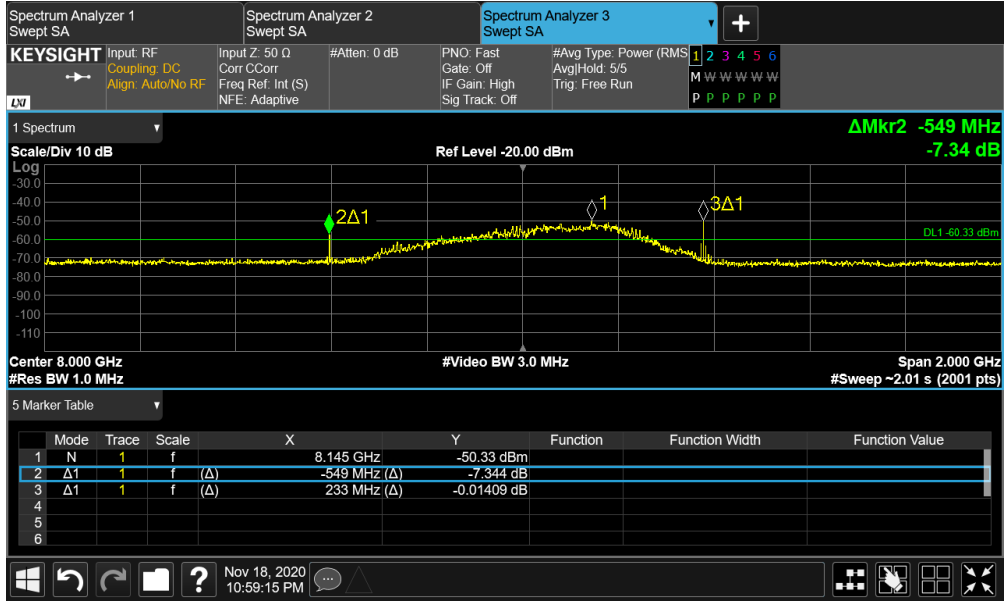 Spectrum Analyzer 1
Swept SA
Spectrum Analyzer 2
Swept SA
Spectrum Analyzer 3
Swept SA
▼
+
KEYSIGHT
LXI
Input: RF
Coupling: DC
Align: Auto/No RF
Input Z: 50 Ω
Corr CCorr
Freq Ref: Int (S)
NFE: Adaptive
#Atten: 0 dB
PNO: Fast
Gate: Off
IF Gain: High
Sig Track: Off
#Avg Type: Power (RMS
Avg|Hold: 5/5
Trig: Free Run
1 2 3 4 5 6
M W W W W W
P P P P P P
1 Spectrum ▼
ΔMkr2 -549 MHz
-7.34 dB
Scale/Div 10 dB
Ref Level -20.00 dBm
Log
-30.0
-40.0
-50.0
-60.0
-70.0
-80.0
-90.0
-100
-110
2Δ1
1
3Δ1
DL1 -60.33 dBm
Center 8.000 GHz
#Video BW 3.0 MHz
Span 2.000 GHz
#Res BW 1.0 MHz
#Sweep ~2.01 s (2001 pts)
5 Marker Table ▼
Mode Trace Scale X Y Function Function Width Function Value
1 N 1 f 8.145 GHz -50.33 dBm
2 Δ1 1 f (Δ) -549 MHz (Δ) -7.344 dB
3 Δ1 1 f (Δ) 233 MHz (Δ) -0.01409 dB
4
5
6
?
Nov 18, 2020
10:59:15 PM